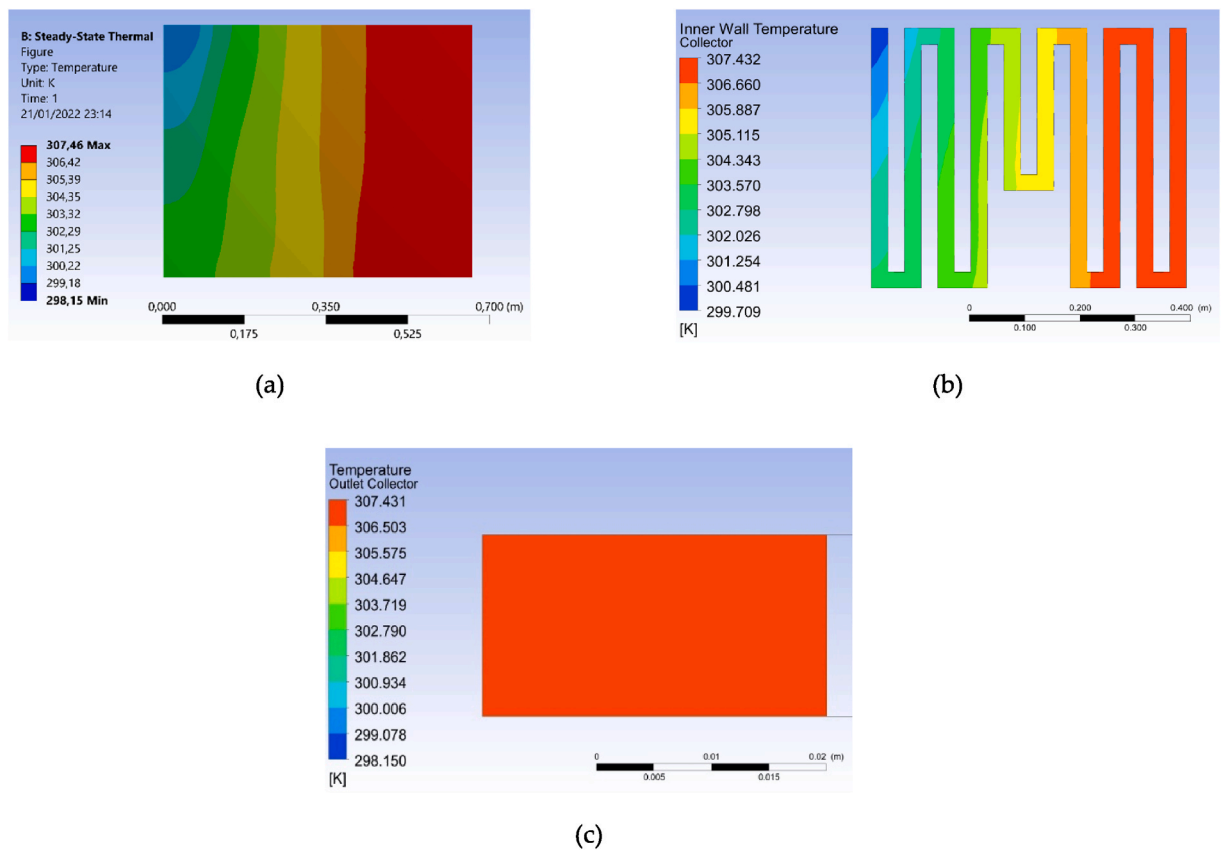 B: Steady-State Thermal
Figure
Type: Temperature
Unit: K
Time: 1
21/01/2022 23:14
307,46 Max
306,42
305,39
304,35
303,32
302,29
301,25
300,22
299,18
298,15 Min
0,000 0,350 0,700 (m)
0,175 0,525
(a)
Inner Wall Temperature
Collector
307.432
306.660
305.887
305.115
304.343
303.570
302.798
302.026
301.254
300.481
299.709
[K]
0 0.200 0.400 (m)
0.100 0.300
(b)
Temperature
Outlet Collector
307.431
306.503
305.575
304.647
303.719
302.790
301.862
300.934
300.006
299.078
298.150
[K]
0 0.01 0.02 (m)
0.005 0.015
(c)